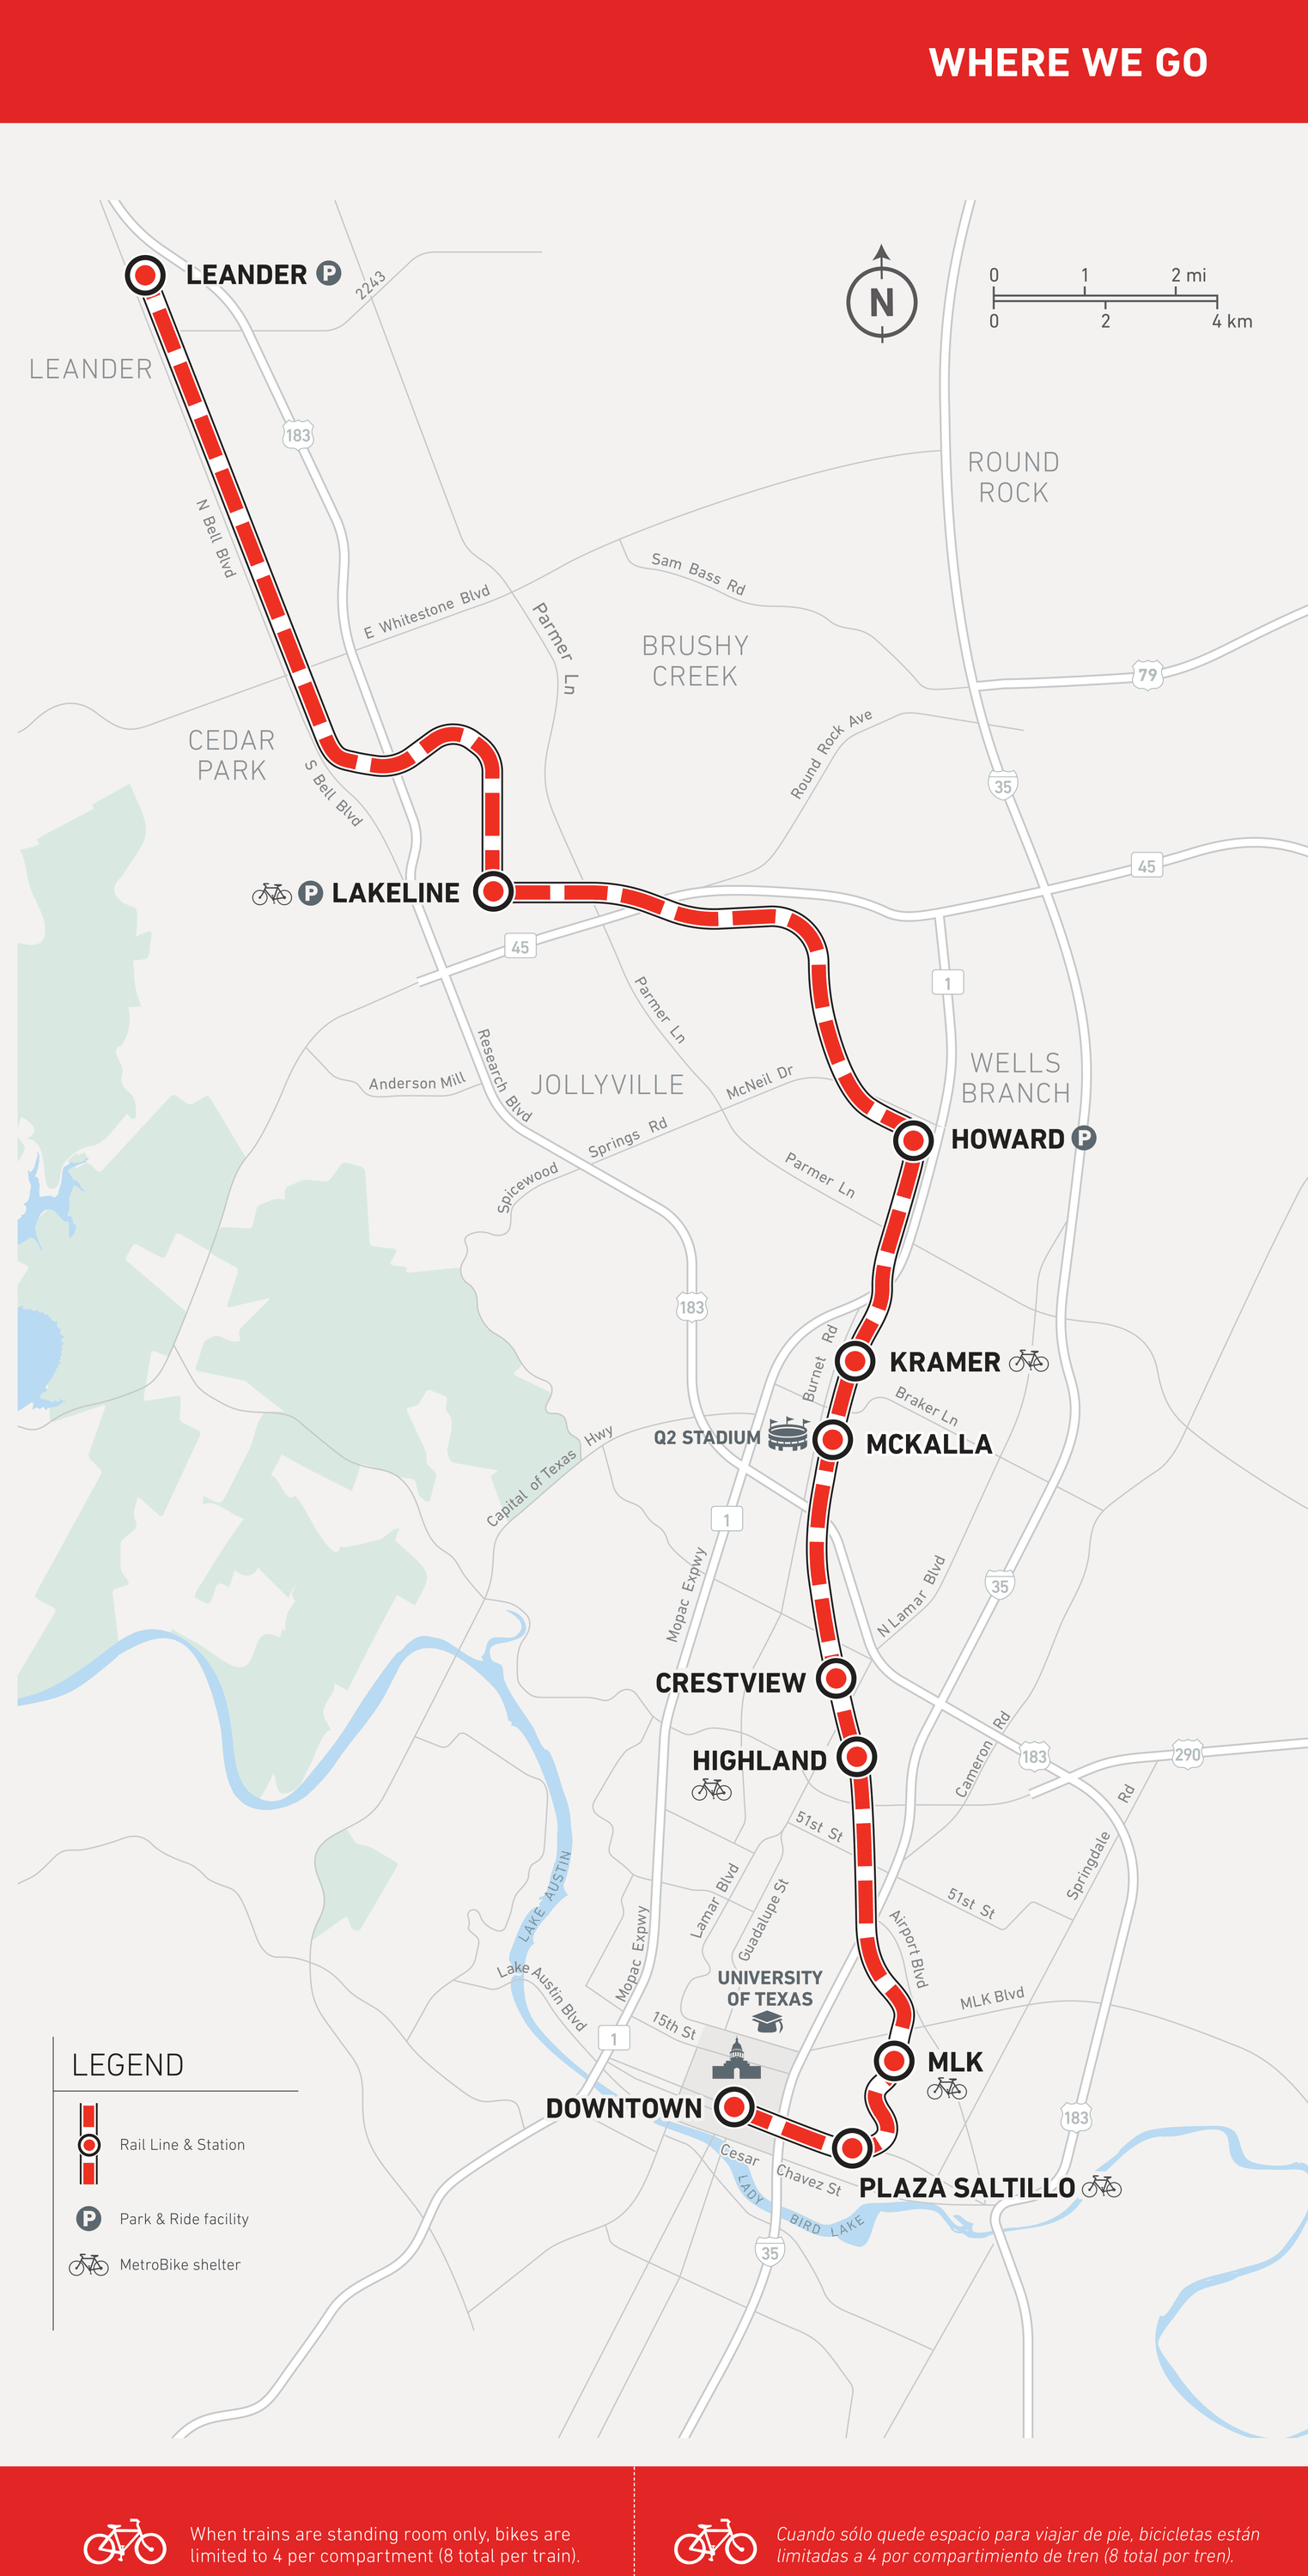 WHERE WE GO
LEANDER P
2243
N
0 1 2 mi
0 2 4 km
LEANDER
183
ROUND
ROCK
N Bell Blvd
Sam Bass Rd
E Whitestone Blvd
Parmer Ln
BRUSHY
CREEK
79
CEDAR
PARK
Round Rock Ave
S Bell Blvd
35
45
P LAKELINE
45
1
Parmer Ln
Research Blvd
WELLS
BRANCH
Anderson Mill
JOLLYVILLE
McNeil Dr
HOWARD P
Spicewood Springs Rd
Parmer Ln
183
Burnet Rd
KRAMER
Braker Ln
Q2 STADIUM
MCKALLA
Capital of Texas Hwy
1
Mopac Expwy
N Lamar Blvd
35
CRESTVIEW
HIGHLAND
Cameron Rd
183
290
51st St
Springdale Rd
LAKE AUSTIN
Lamar Blvd
Guadalupe St
51st St
Mopac Expwy
Airport Blvd
Lake Austin Blvd
UNIVERSITY
OF TEXAS
MLK Blvd
15th St
1
MLK
LEGEND
DOWNTOWN
183
Rail Line & Station
Cesar Chavez St
PLAZA SALTILLO
LADY BIRD LAKE
P Park & Ride facility
35
MetroBike shelter
When trains are standing room only, bikes are
limited to 4 per compartment (8 total per train).
Cuando sólo quede espacio para viajar de pie, bicicletas están
limitadas a 4 por compartimiento de tren (8 total por tren).